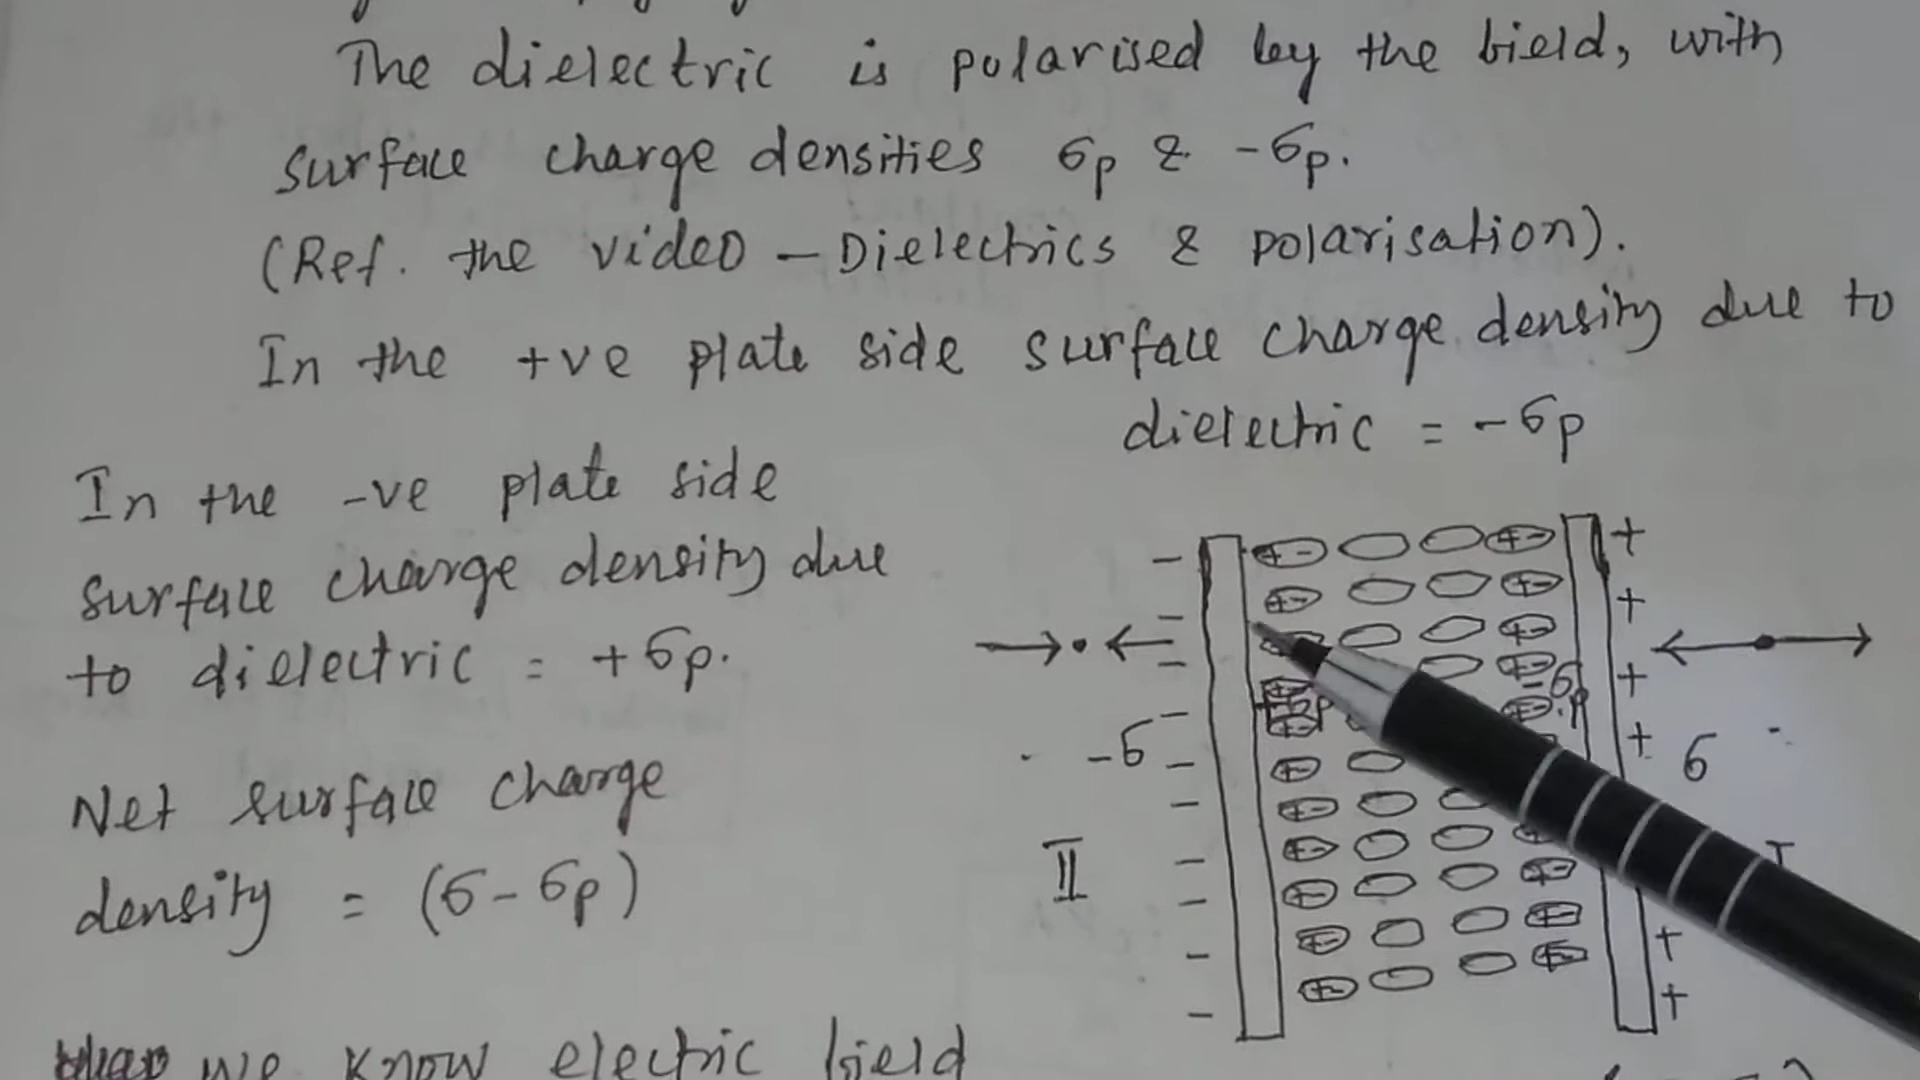 The dielectric is polarised by the field, with
surface charge densities σp & -σp.
(Ref. the video - Dielectrics & polarisation).
In the +ve plate side surface charge density due to
dielectric = -σp
In the -ve plate side
surface charge density due
to dielectric = +σp.
Net surface charge
density = (σ - σp)
We know electric field
-σ
+σp
-σp
σ
II
I